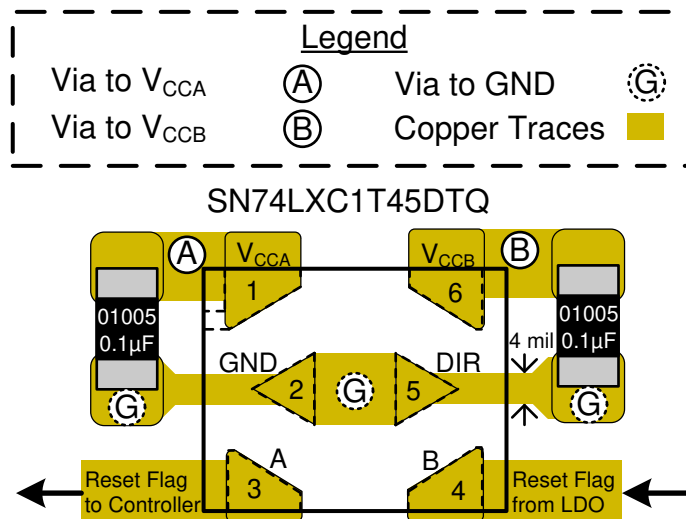 Legend
Via to VCCA A Via to GND G
Via to VCCB B Copper Traces
SN74LXC1T45DTQ
A VCCA VCCB B
1 6
01005 01005
0.1µF 4 mil 0.1µF
GND DIR
G 2 G 5 G
A B
Reset Flag 3 4 Reset Flag
to Controller from LDO